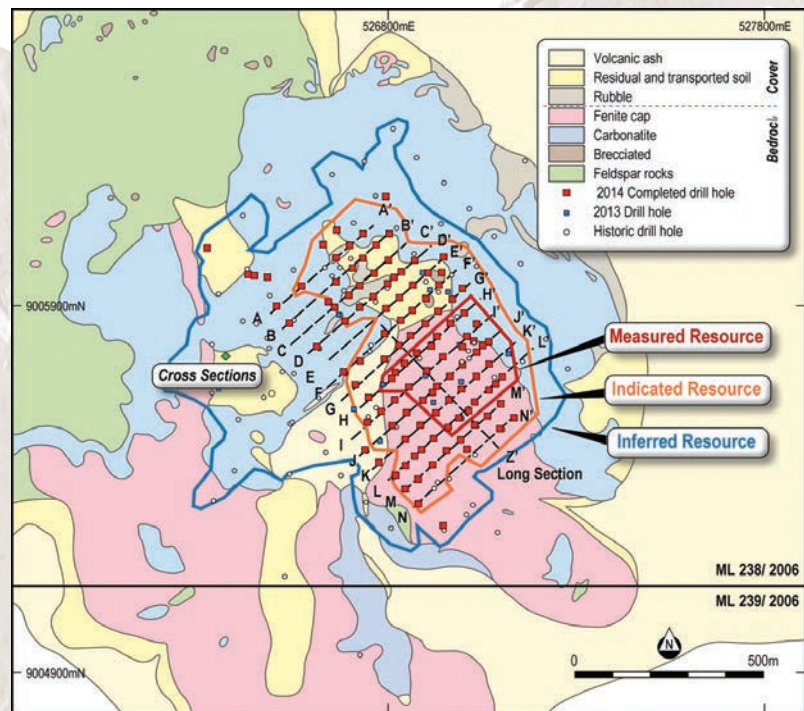 526800mE
527800mE
Volcanic ash
Residual and transported soil
Rubble
Cover
Fenite cap
Carbonatite
Brecciated
Feldspar rocks
2014 Completed drill hole
2013 Drill hole
Historic drill hole
A'
B'
C'
D'
E'
F'
G'
H'
I'
J'
J'
K'
L'
M'
N'
Z'
9005900mN
A
B
C
D
E
F
G
H
I
J
K
L
M
N
Cross Sections
Measured Resource
Indicated Resource
Inferred Resource
Long Section
ML 238/ 2006
ML 239/ 2006
N
0
500m
9004900mN